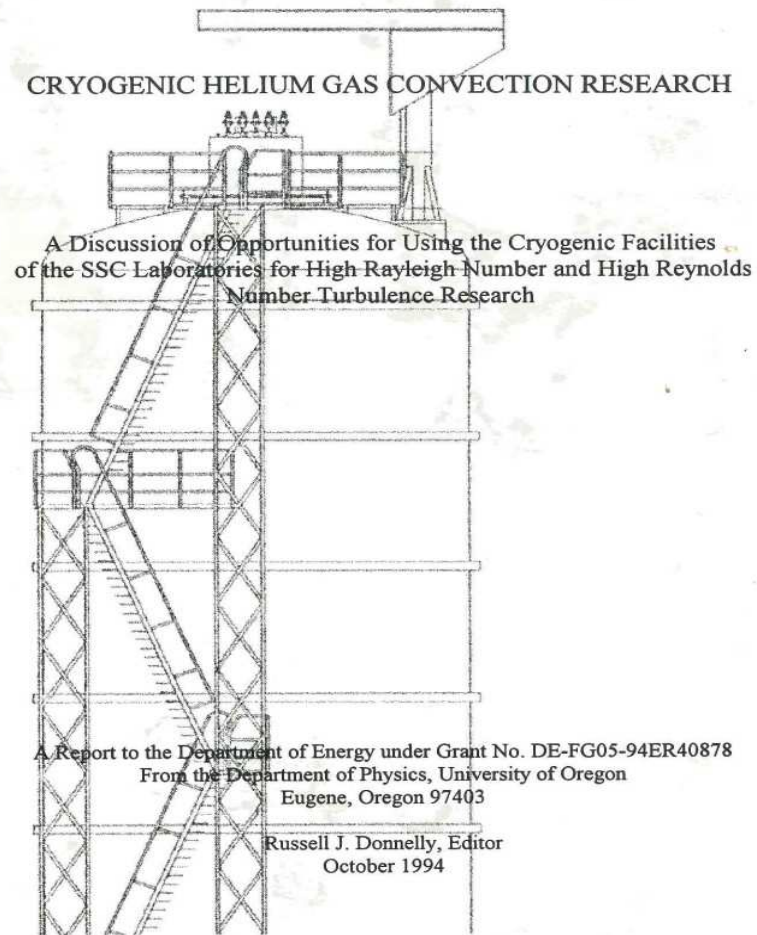 CRYOGENIC HELIUM GAS CONVECTION RESEARCH
A Discussion of Opportunities for Using the Cryogenic Facilities
of the SSC Laboratories for High Rayleigh Number and High Reynolds
Number Turbulence Research
A Report to the Department of Energy under Grant No. DE-FG05-94ER40878
From the Department of Physics, University of Oregon
Eugene, Oregon 97403
Russell J. Donnelly, Editor
October 1994